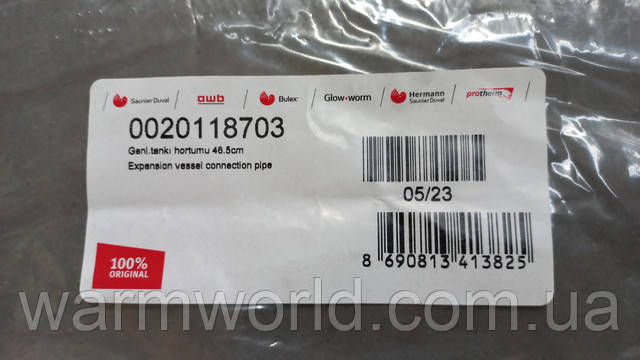 Saunier Duval awb Bulex Glow-worm Hermann Saunier Duval protherm
0020118703
Genl.tankı hortumu 46.5cm
Expansion vessel connection pipe
05/23
8 690813 413825
100%
ORIGINAL
www.warmworld.com.ua